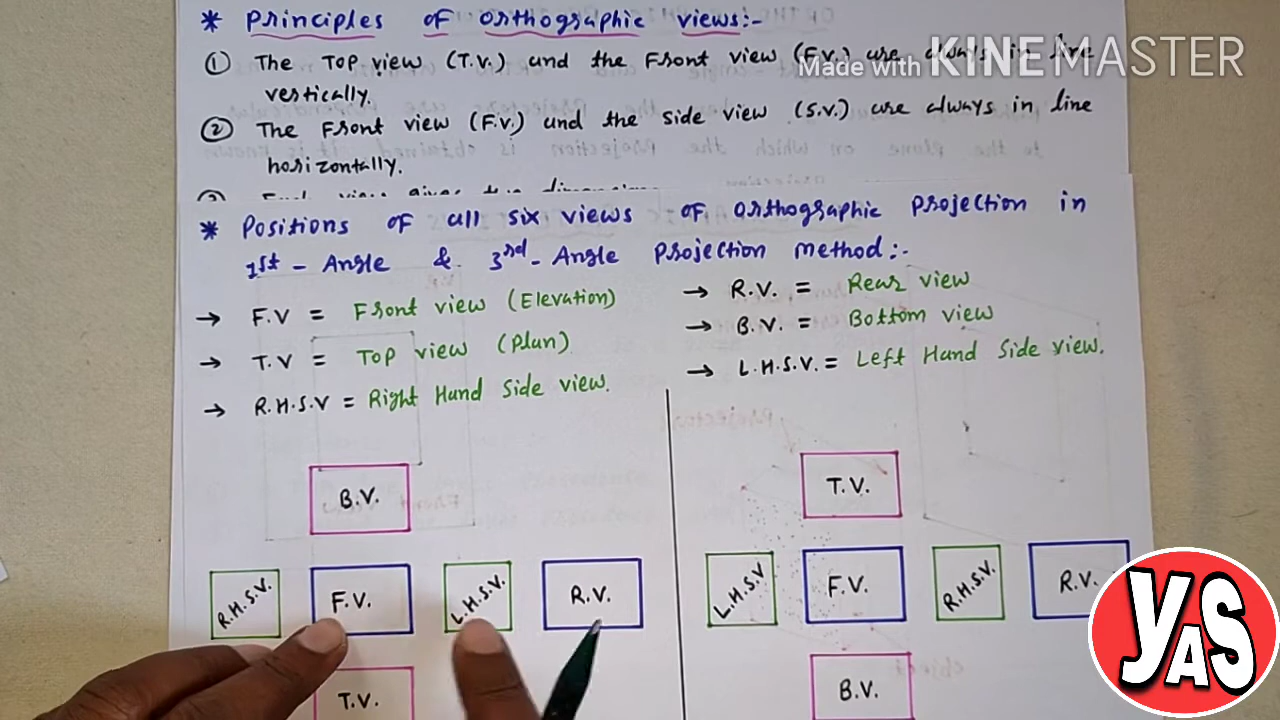 * Principles of orthographic views:-
Made with KINEMASTER
① The Top view (T.V.) and the Front view (F.V.) are always in line
vertically.
② The Front view (F.V.) and the side view (S.V.) are always in line
horizontally.
* Positions of all six views of orthographic projection in
1st - Angle & 3rd - Angle projection method:-
→ F.V = Front view (Elevation)
→ T.V = Top view (Plan)
→ R.H.S.V = Right Hand Side view.
→ R.V. = Rear view
→ B.V. = Bottom view
→ L.H.S.V. = Left Hand Side view.
B.V.
R.H.S.V.
F.V.
L.H.S.V.
R.V.
T.V.
T.V.
L.H.S.V
F.V.
R.H.S.V.
R.V.
B.V.
YAS